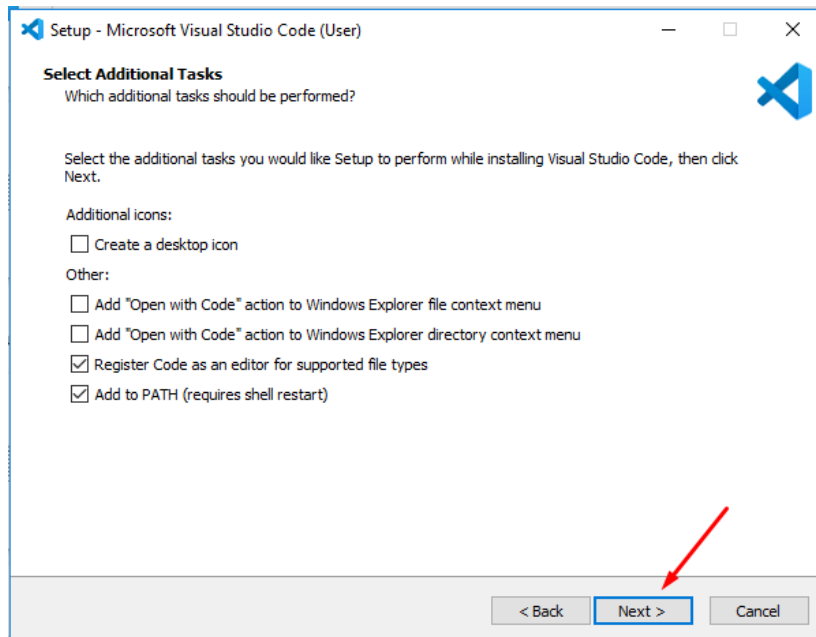 Setup - Microsoft Visual Studio Code (User)
Select Additional Tasks
Which additional tasks should be performed?
Select the additional tasks you would like Setup to perform while installing Visual Studio Code, then click
Next.
Additional icons:
Create a desktop icon
Other:
Add "Open with Code" action to Windows Explorer file context menu
Add "Open with Code" action to Windows Explorer directory context menu
Register Code as an editor for supported file types
Add to PATH (requires shell restart)
< Back
Next >
Cancel